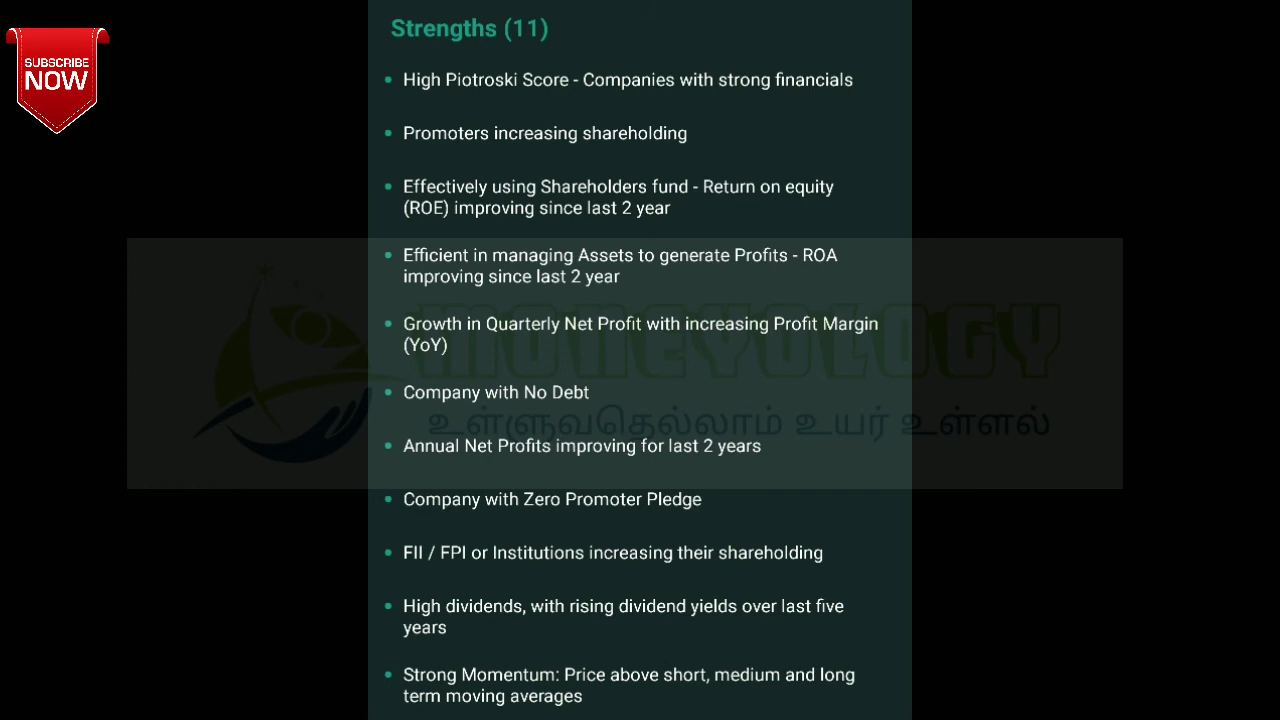 SUBSCRIBE
NOW
Strengths (11)
High Piotroski Score - Companies with strong financials
Promoters increasing shareholding
Effectively using Shareholders fund - Return on equity
(ROE) improving since last 2 year
Efficient in managing Assets to generate Profits - ROA
improving since last 2 year
MONEYOLOGY
Growth in Quarterly Net Profit with increasing Profit Margin
(YoY)
Company with No Debt
உள்ளுவதெல்லாம் உயர் உள்ளல்
Annual Net Profits improving for last 2 years
Company with Zero Promoter Pledge
FII / FPI or Institutions increasing their shareholding
High dividends, with rising dividend yields over last five
years
Strong Momentum: Price above short, medium and long
term moving averages